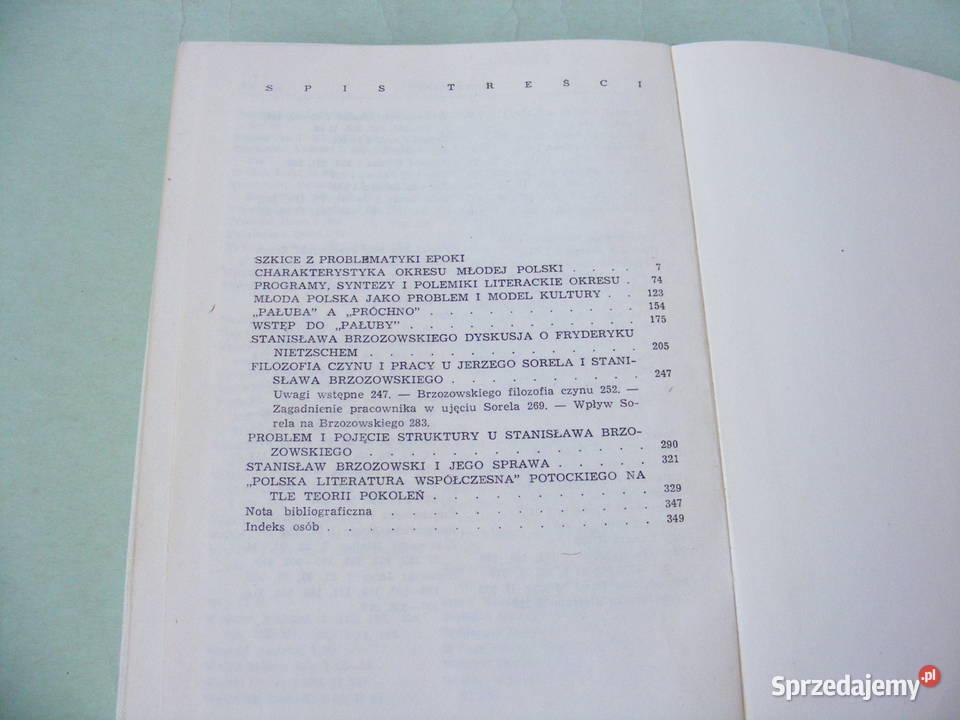 SPIS TREŚCI
SZKICE Z PROBLEMATYKI EPOKI
CHARAKTERYSTYKA OKRESU MŁODEJ POLSKI . . . . 7
PROGRAMY, SYNTEZY I POLEMIKI LITERACKIE OKRESU . 74
MŁODA POLSKA JAKO PROBLEM I MODEL KULTURY . . 123
„PAŁUBA” A „PRÓCHNO” . . . . . . . . . . . 154
WSTĘP DO „PAŁUBY” . . . . . . . . . . . . 175
STANISŁAWA BRZOZOWSKIEGO DYSKUSJA O FRYDERYKU
NIETZSCHEM . . . . . . . . . . . . . . 205
FILOZOFIA CZYNU I PRACY U JERZEGO SORELA I STANI-
SŁAWA BRZOZOWSKIEGO . . . . . . . . . 247
Uwagi wstępne 247. — Brzozowskiego filozofia czynu 252. —
Zagadnienie pracownika w ujęciu Sorela 269. — Wpływ So-
rela na Brzozowskiego 283.
PROBLEM I POJĘCIE STRUKTURY U STANISŁAWA BRZO-
ZOWSKIEGO . . . . . . . . . . . . . . 290
STANISŁAW BRZOZOWSKI I JEGO SPRAWA . . . . . 321
„POLSKA LITERATURA WSPÓŁCZESNA” POTOCKIEGO NA
TLE TEORII POKOLEŃ . . . . . . . . . . 329
Nota bibliograficzna . . . . . . . . . . . . . 347
Indeks osób . . . . . . . . . . . . . . . . 349
Sprzedajemy.pl